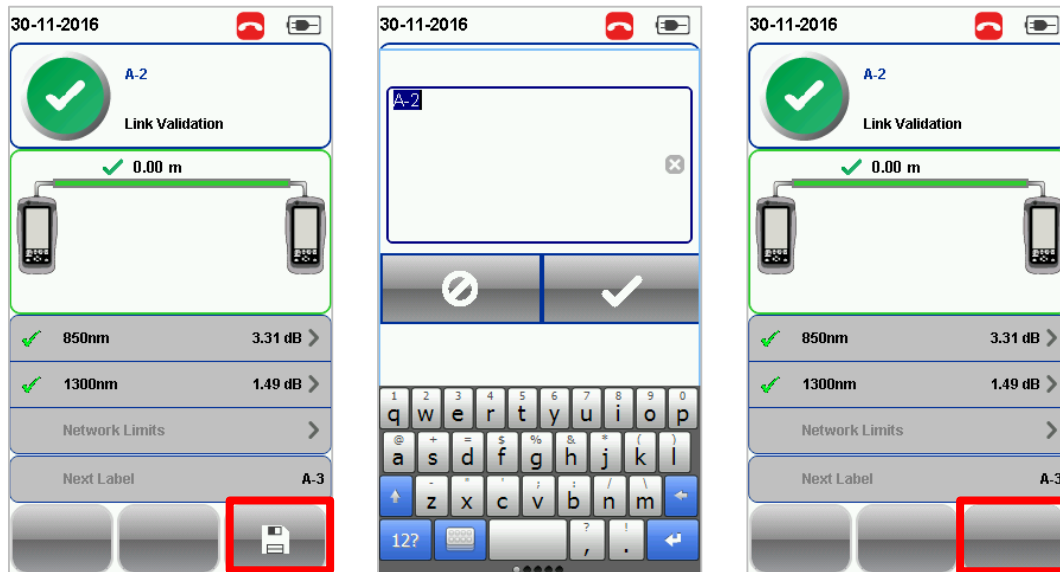 30-11-2016
A-2
Link Validation
0.00 m
850nm 3.31 dB
1300nm 1.49 dB
Network Limits
Next Label A-3
30-11-2016
A-2
1 2 3 4 5 6 7 8 9 0
q w e r t y u i o p
@ + = $ % & * ( )
a s d f g h j k l
- " ' ; : / \
z x c v b n m
? !
12? , .
30-11-2016
A-2
Link Validation
0.00 m
850nm 3.31 dB
1300nm 1.49 dB
Network Limits
Next Label A-3